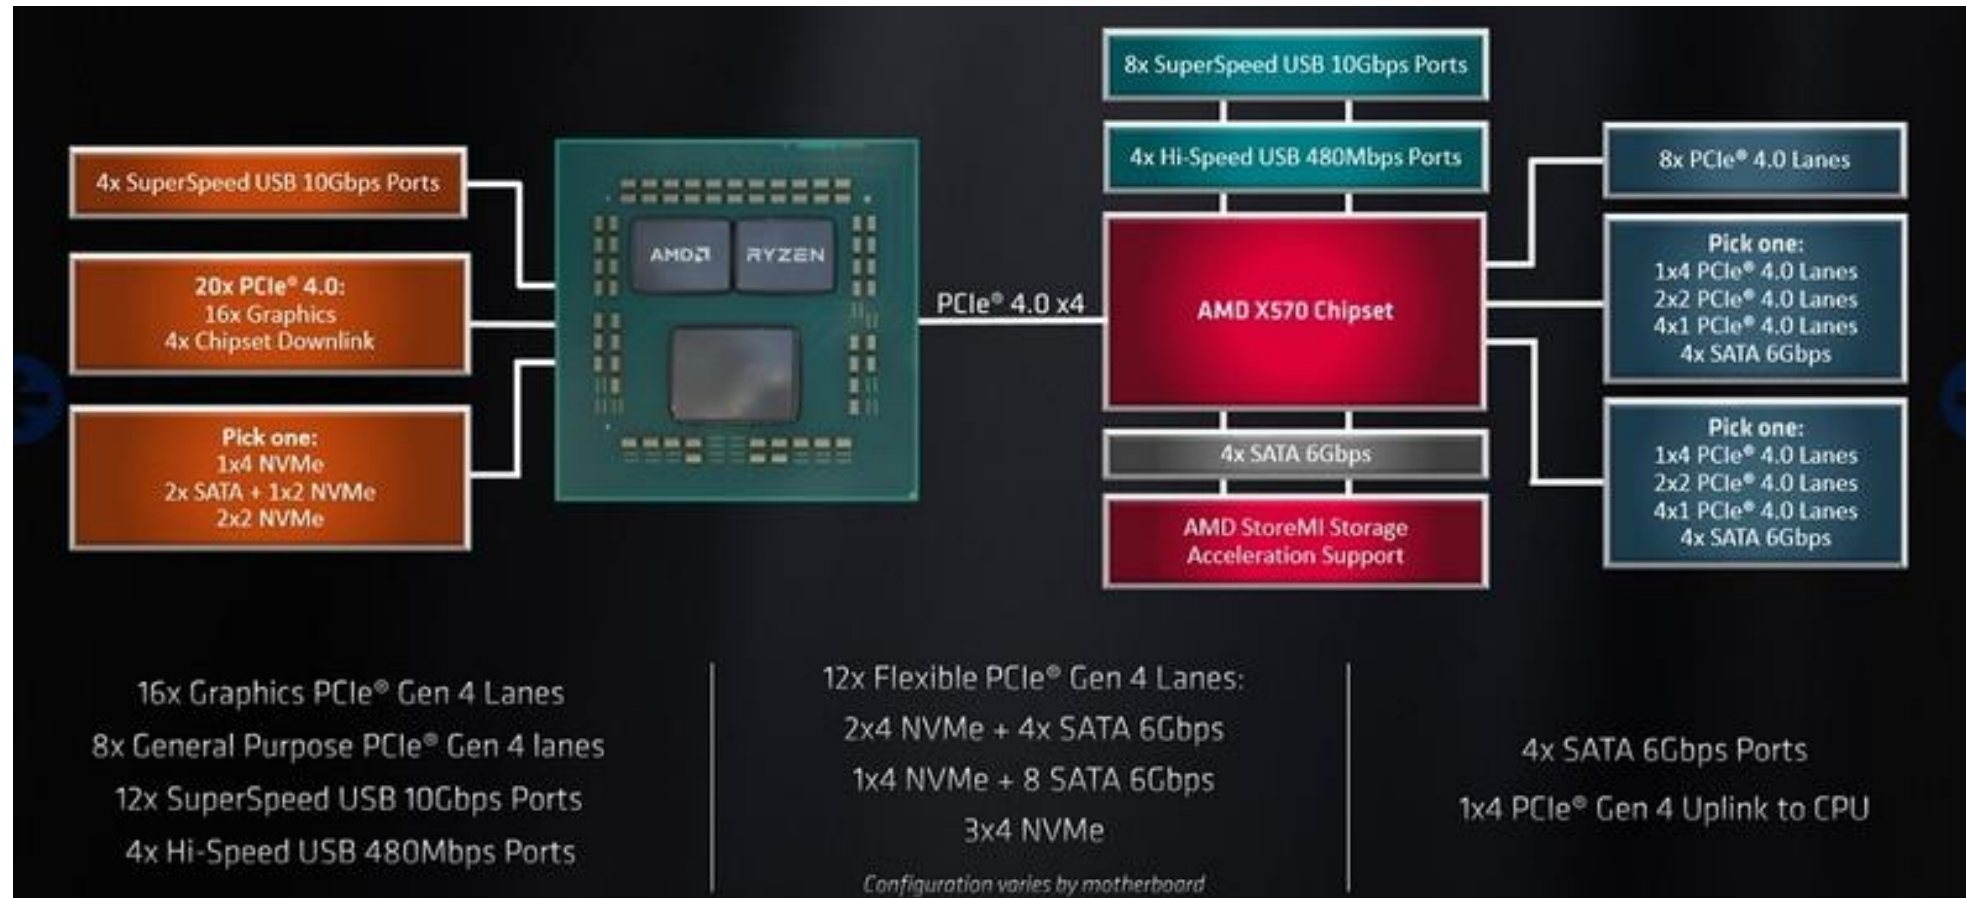 8x SuperSpeed USB 10Gbps Ports
4x Hi-Speed USB 480Mbps Ports
4x SuperSpeed USB 10Gbps Ports
20x PCIe® 4.0:
16x Graphics
4x Chipset Downlink
Pick one:
1x4 NVMe
2x SATA + 1x2 NVMe
2x2 NVMe
AMD
RYZEN
PCIe® 4.0 x4
AMD X570 Chipset
4x SATA 6Gbps
AMD StoreMI Storage
Acceleration Support
8x PCIe® 4.0 Lanes
Pick one:
1x4 PCIe® 4.0 Lanes
2x2 PCIe® 4.0 Lanes
4x1 PCIe® 4.0 Lanes
4x SATA 6Gbps
Pick one:
1x4 PCIe® 4.0 Lanes
2x2 PCIe® 4.0 Lanes
4x1 PCIe® 4.0 Lanes
4x SATA 6Gbps
16x Graphics PCIe® Gen 4 Lanes
8x General Purpose PCIe® Gen 4 lanes
12x SuperSpeed USB 10Gbps Ports
4x Hi-Speed USB 480Mbps Ports
12x Flexible PCIe® Gen 4 Lanes:
2x4 NVMe + 4x SATA 6Gbps
1x4 NVMe + 8 SATA 6Gbps
3x4 NVMe
Configuration varies by motherboard
4x SATA 6Gbps Ports
1x4 PCIe® Gen 4 Uplink to CPU